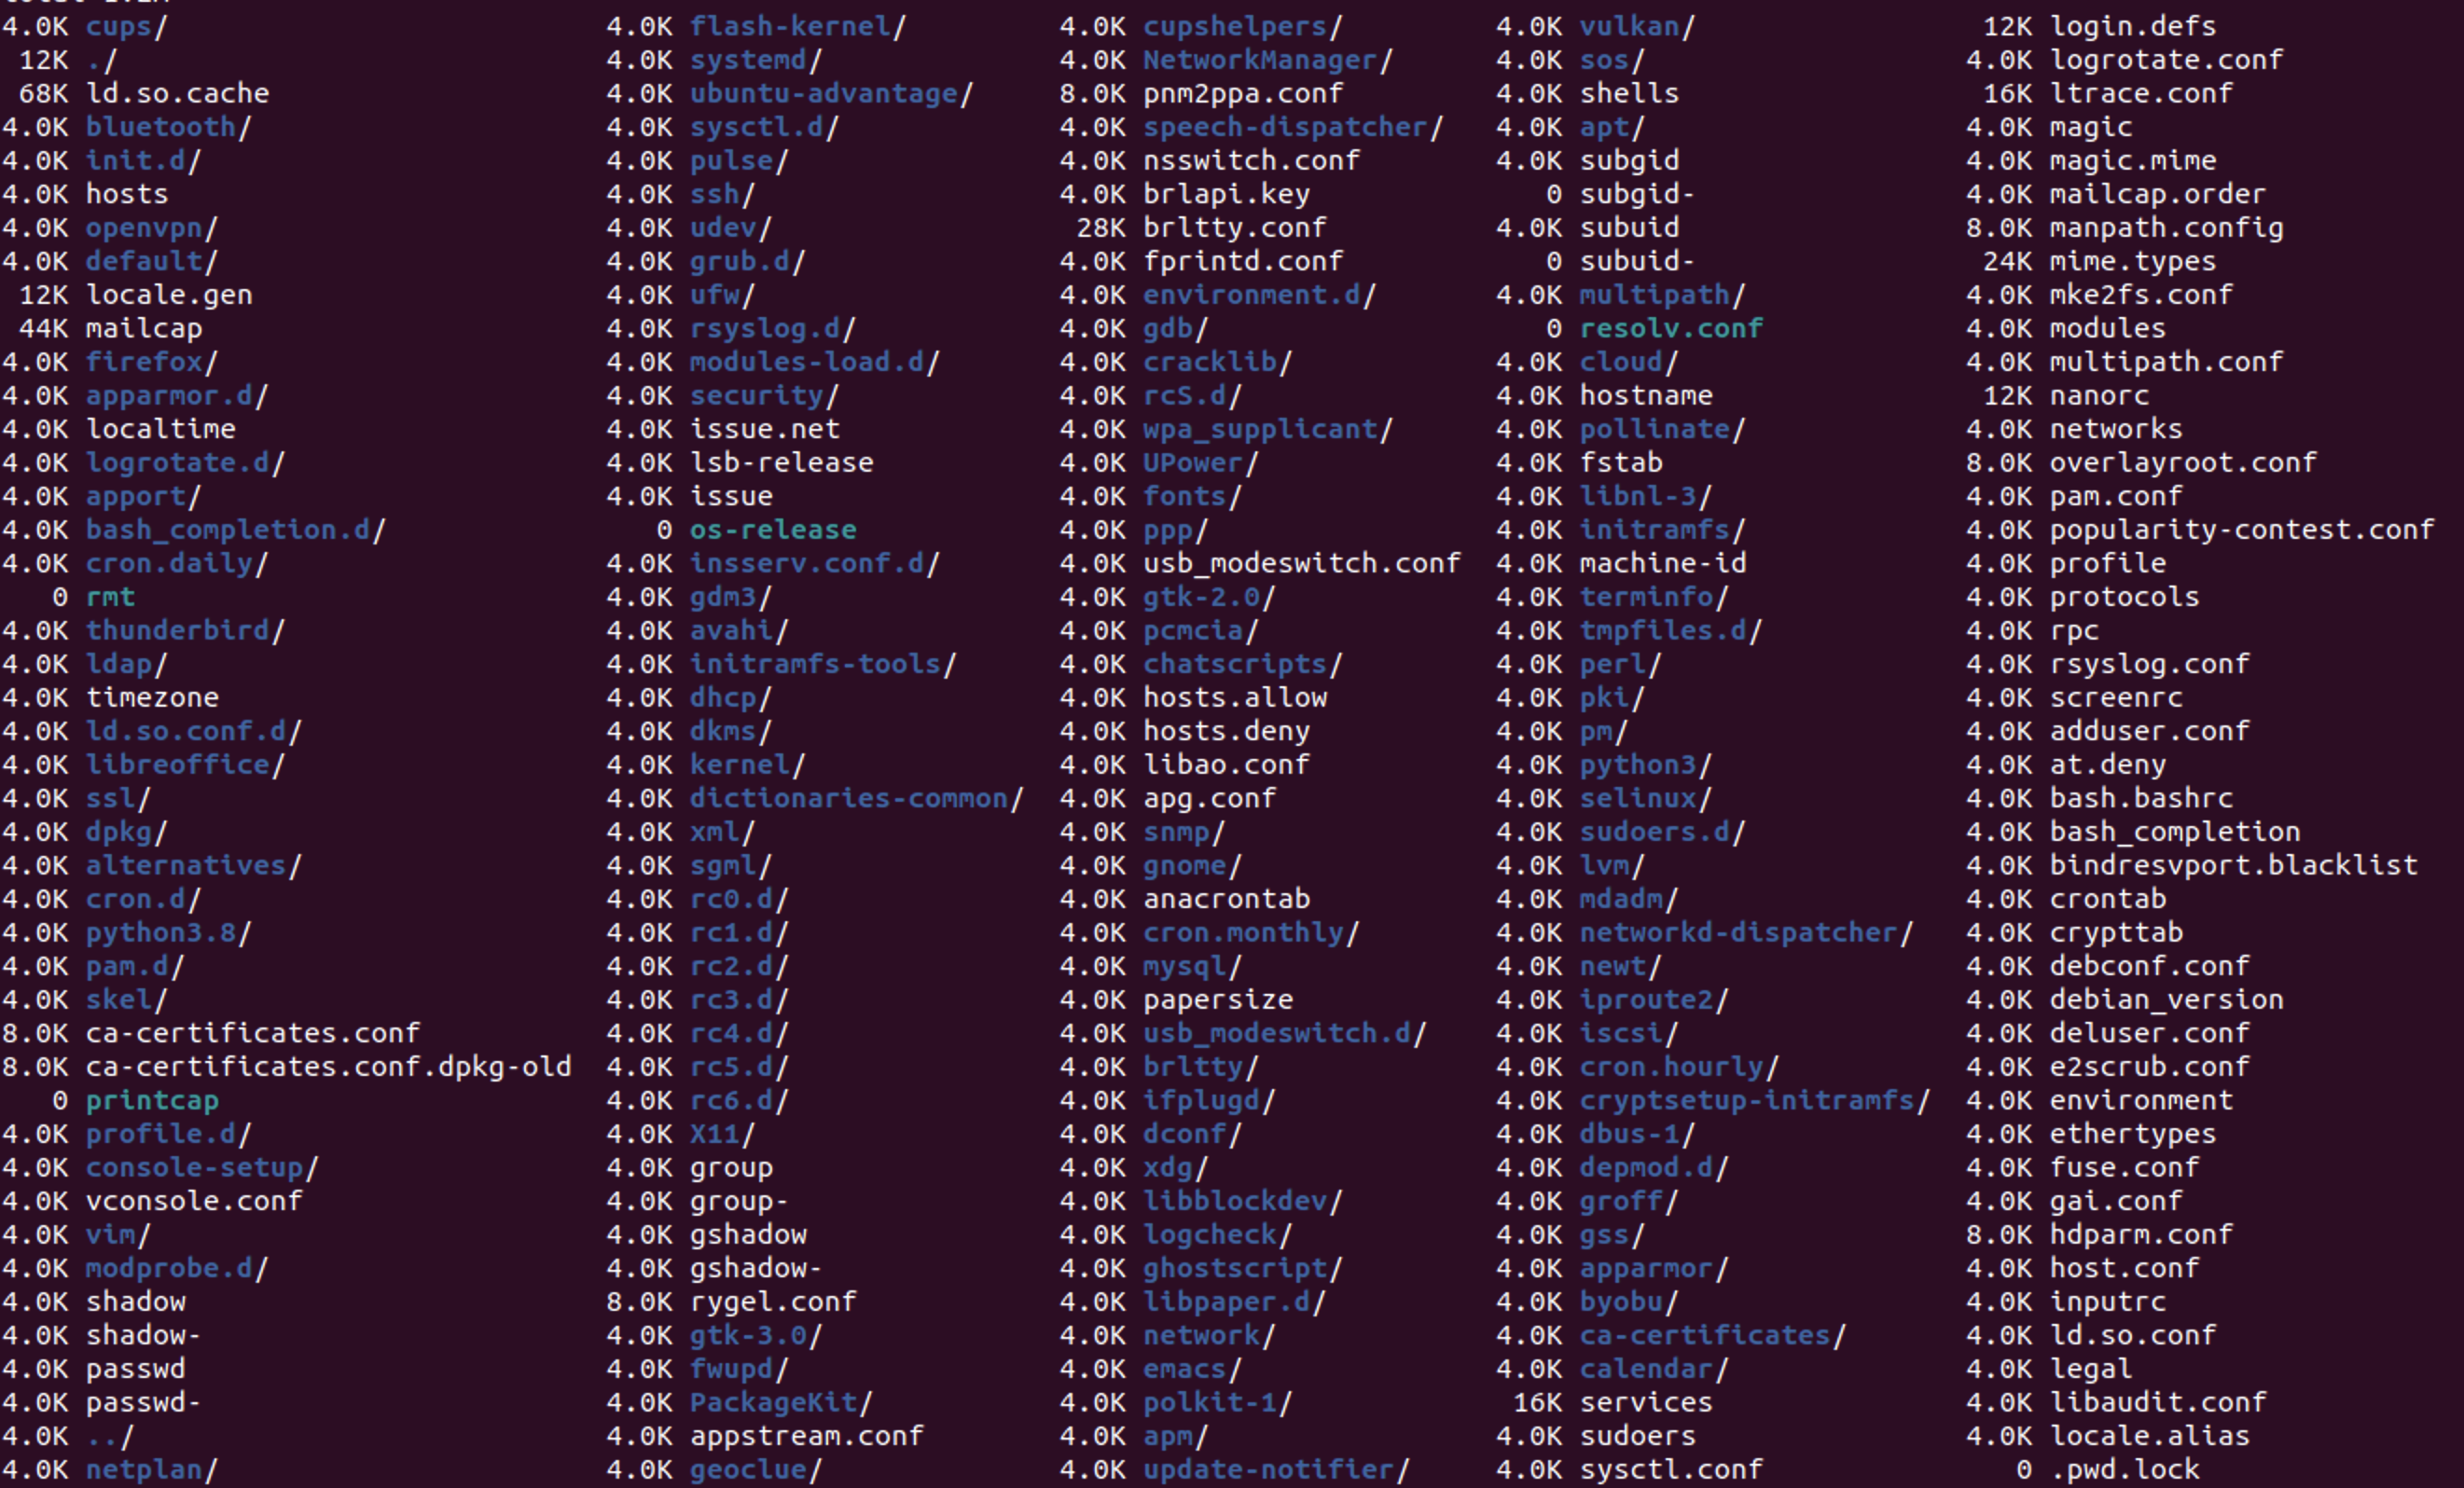 4.0K cups/ 4.0K flash-kernel/ 4.0K cupshelpers/ 4.0K vulkan/ 12K login.defs
12K ./ 4.0K systemd/ 4.0K NetworkManager/ 4.0K sos/ 4.0K logrotate.conf
68K ld.so.cache 4.0K ubuntu-advantage/ 8.0K pnm2ppa.conf 4.0K shells 16K ltrace.conf
4.0K bluetooth/ 4.0K sysctl.d/ 4.0K speech-dispatcher/ 4.0K apt/ 4.0K magic
4.0K init.d/ 4.0K pulse/ 4.0K nsswitch.conf 4.0K subgid 4.0K magic.mime
4.0K hosts 4.0K ssh/ 4.0K brlapi.key 0 subgid- 4.0K mailcap.order
4.0K openvpn/ 4.0K udev/ 28K brltty.conf 4.0K subuid 8.0K manpath.config
4.0K default/ 4.0K grub.d/ 4.0K fprintd.conf 0 subuid- 24K mime.types
12K locale.gen 4.0K ufw/ 4.0K environment.d/ 4.0K multipath/ 4.0K mke2fs.conf
44K mailcap 4.0K rsyslog.d/ 4.0K gdb/ 0 resolv.conf 4.0K modules
4.0K firefox/ 4.0K modules-load.d/ 4.0K cracklib/ 4.0K cloud/ 4.0K multipath.conf
4.0K apparmor.d/ 4.0K security/ 4.0K rcS.d/ 4.0K hostname 12K nanorc
4.0K localtime 4.0K issue.net 4.0K wpa_supplicant/ 4.0K pollinate/ 4.0K networks
4.0K logrotate.d/ 4.0K lsb-release 4.0K UPower/ 4.0K fstab 8.0K overlayroot.conf
4.0K apport/ 4.0K issue 4.0K fonts/ 4.0K libnl-3/ 4.0K pam.conf
4.0K bash_completion.d/ 0 os-release 4.0K ppp/ 4.0K initramfs/ 4.0K popularity-contest.conf
4.0K cron.daily/ 4.0K insserv.conf.d/ 4.0K usb_modeswitch.conf 4.0K machine-id 4.0K profile
0 rmt 4.0K gdm3/ 4.0K gtk-2.0/ 4.0K terminfo/ 4.0K protocols
4.0K thunderbird/ 4.0K avahi/ 4.0K pcmcia/ 4.0K tmpfiles.d/ 4.0K rpc
4.0K ldap/ 4.0K initramfs-tools/ 4.0K chatscripts/ 4.0K perl/ 4.0K rsyslog.conf
4.0K timezone 4.0K dhcp/ 4.0K hosts.allow 4.0K pki/ 4.0K screenrc
4.0K ld.so.conf.d/ 4.0K dkms/ 4.0K hosts.deny 4.0K pm/ 4.0K adduser.conf
4.0K libreoffice/ 4.0K kernel/ 4.0K libao.conf 4.0K python3/ 4.0K at.deny
4.0K ssl/ 4.0K dictionaries-common/ 4.0K apg.conf 4.0K selinux/ 4.0K bash.bashrc
4.0K dpkg/ 4.0K xml/ 4.0K snmp/ 4.0K sudoers.d/ 4.0K bash_completion
4.0K alternatives/ 4.0K sgml/ 4.0K gnome/ 4.0K lvm/ 4.0K bindresvport.blacklist
4.0K cron.d/ 4.0K rc0.d/ 4.0K anacrontab 4.0K mdadm/ 4.0K crontab
4.0K python3.8/ 4.0K rc1.d/ 4.0K cron.monthly/ 4.0K networkd-dispatcher/ 4.0K crypttab
4.0K pam.d/ 4.0K rc2.d/ 4.0K mysql/ 4.0K newt/ 4.0K debconf.conf
4.0K skel/ 4.0K rc3.d/ 4.0K papersize 4.0K iproute2/ 4.0K debian_version
8.0K ca-certificates.conf 4.0K rc4.d/ 4.0K usb_modeswitch.d/ 4.0K iscsi/ 4.0K deluser.conf
8.0K ca-certificates.conf.dpkg-old 4.0K rc5.d/ 4.0K brltty/ 4.0K cron.hourly/ 4.0K e2scrub.conf
0 printcap 4.0K rc6.d/ 4.0K ifplugd/ 4.0K cryptsetup-initramfs/ 4.0K environment
4.0K profile.d/ 4.0K X11/ 4.0K dconf/ 4.0K dbus-1/ 4.0K ethertypes
4.0K console-setup/ 4.0K group 4.0K xdg/ 4.0K depmod.d/ 4.0K fuse.conf
4.0K vconsole.conf 4.0K group- 4.0K libblockdev/ 4.0K groff/ 4.0K gai.conf
4.0K vim/ 4.0K gshadow 4.0K logcheck/ 4.0K gss/ 8.0K hdparm.conf
4.0K modprobe.d/ 4.0K gshadow- 4.0K ghostscript/ 4.0K apparmor/ 4.0K host.conf
4.0K shadow 8.0K rygel.conf 4.0K libpaper.d/ 4.0K byobu/ 4.0K inputrc
4.0K shadow- 4.0K gtk-3.0/ 4.0K network/ 4.0K ca-certificates/ 4.0K ld.so.conf
4.0K passwd 4.0K fwupd/ 4.0K emacs/ 4.0K calendar/ 4.0K legal
4.0K passwd- 4.0K PackageKit/ 4.0K polkit-1/ 16K services 4.0K libaudit.conf
4.0K ../ 4.0K appstream.conf 4.0K apm/ 4.0K sudoers 4.0K locale.alias
4.0K netplan/ 4.0K geoclue/ 4.0K update-notifier/ 4.0K sysctl.conf 0 .pwd.lock